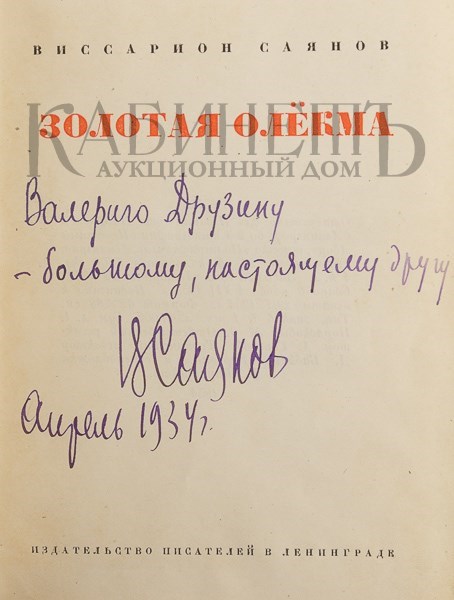 ВИССАРИОН САЯНОВ
ЗОЛОТАЯ ОЛЁКМА
КАБИНЕТЪ
АУКЦИОННЫЙ ДОМ
Валерию Друзину
– большому, настоящему другу
ВСаянов
Апрель 1934 г.
ИЗДАТЕЛЬСТВО ПИСАТЕЛЕЙ В ЛЕНИНГРАДЕ